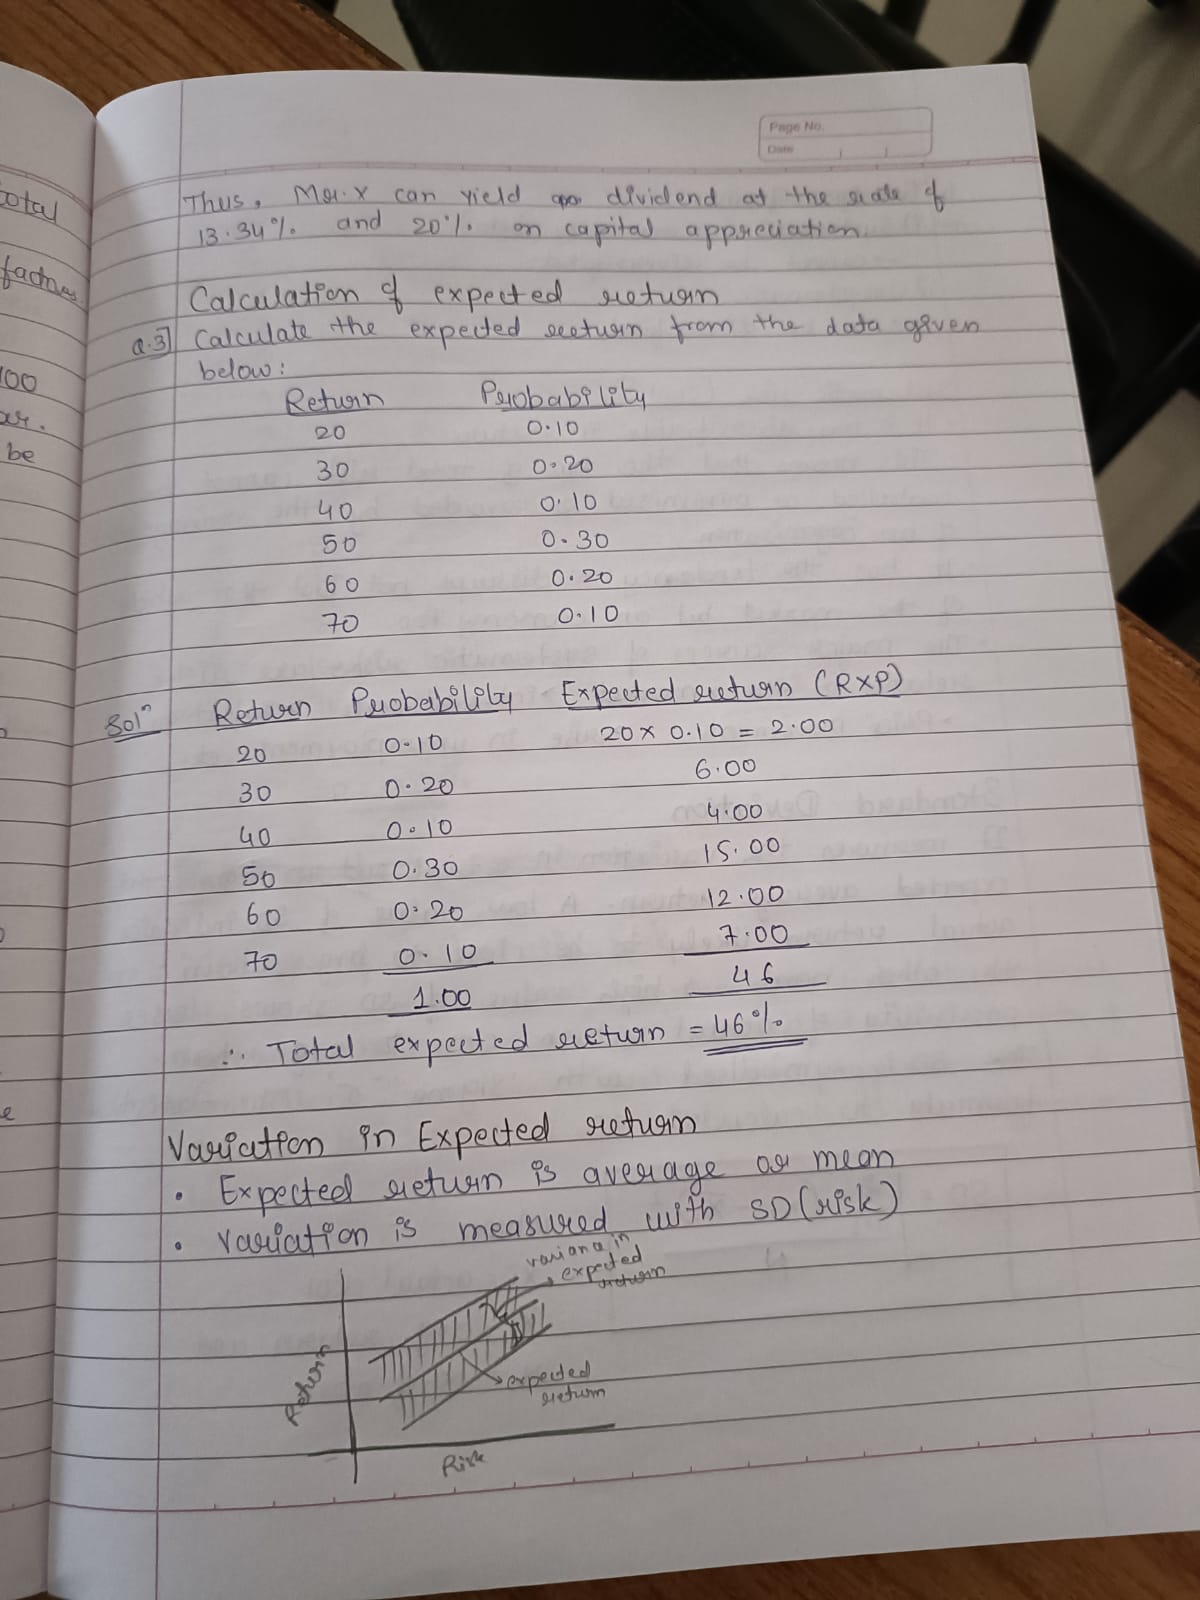 Page No.
Date
otal
factors
100
ar.
be
e
Thus, Mr. X can yield dividend at the rate of
13.34% and 20% on capital appreciation.
Calculation of expected return
Q.3] Calculate the expected return from the data given
below:
Return Probability
20 0.10
30 0.20
40 0.10
50 0.30
60 0.20
70 0.10
Solⁿ Return Probability Expected return (R×P)
20 0.10 20 × 0.10 = 2.00
30 0.20 6.00
40 0.10 4.00
50 0.30 15.00
60 0.20 12.00
70 0.10 7.00
1.00 46
∴ Total expected return = 46%
Variation in Expected return
• Expected return is average or mean
• Variation is measured with SD (risk)
in
expected
return
Return
expected
return
Risk